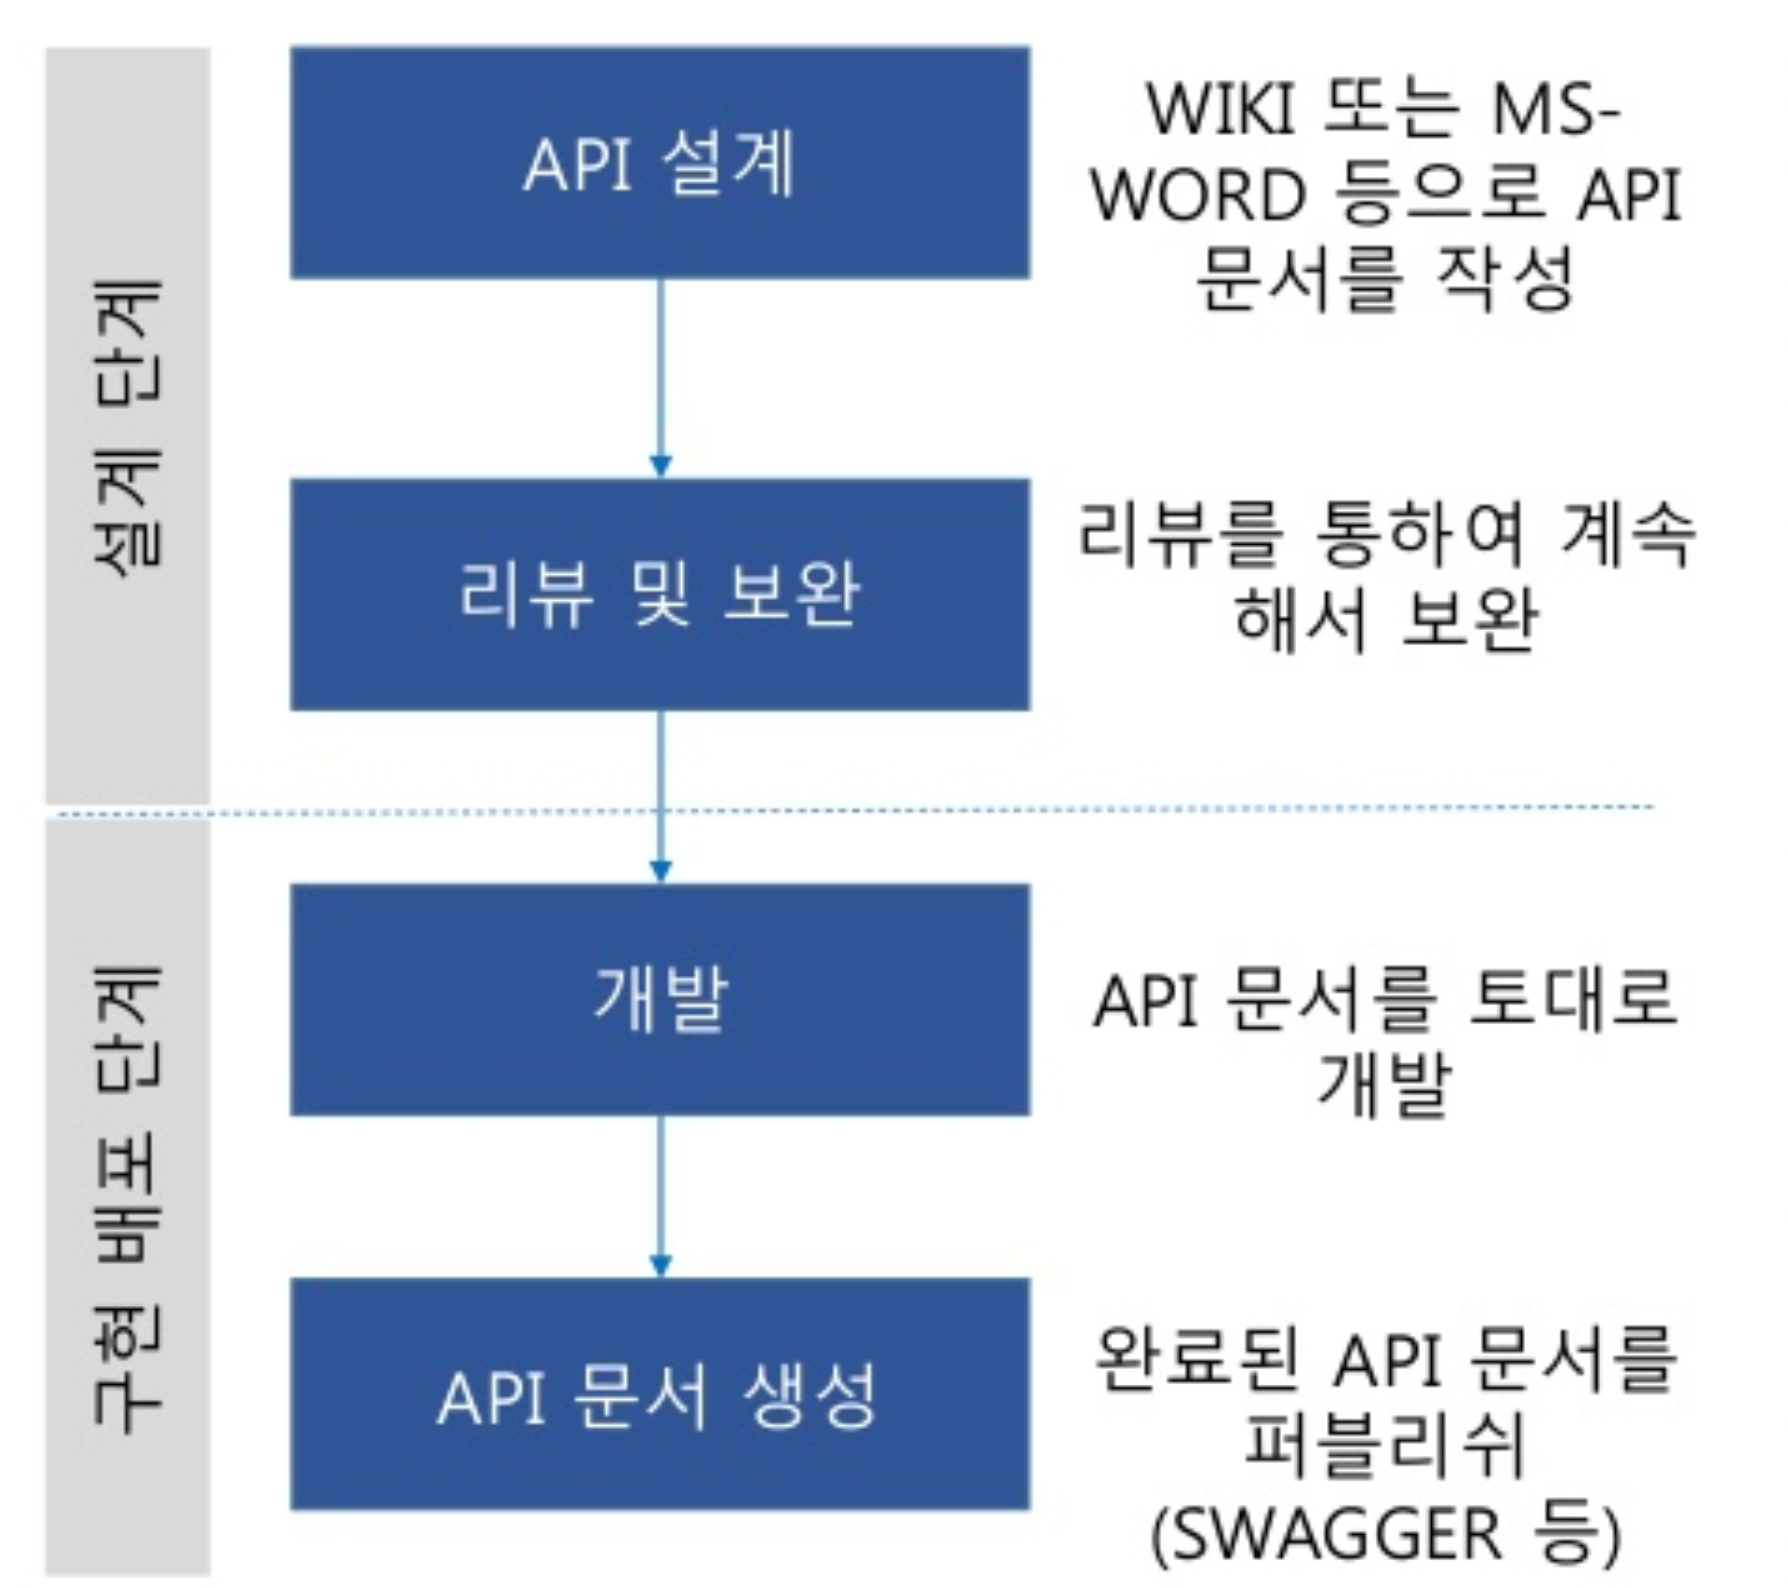 설계 단계
API 설계
WIKI 또는 MS-
WORD 등으로 API
문서를 작성
리뷰 및 보완
리뷰를 통하여 계속
해서 보완
구현 배포 단계
개발
API 문서를 토대로
개발
API 문서 생성
완료된 API 문서를
퍼블리쉬
(SWAGGER 등)